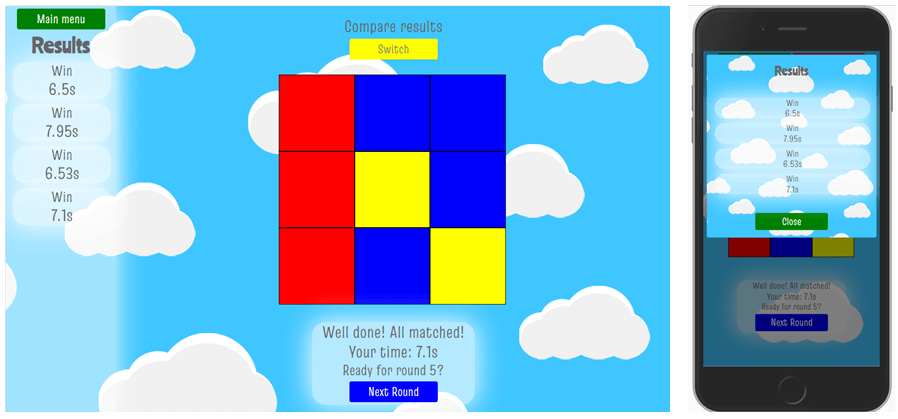 Main menu
Results
Win
6.5s
Win
7.95s
Win
6.53s
Win
7.1s
Compare results
Switch
Well done! All matched!
Your time: 7.1s
Ready for round 5?
Next Round
Results
Win
6.5s
Win
7.95s
Win
6.53s
Win
7.1s
Close
Well done! All matched!
Your time: 7.1s
Ready for round 5?
Next Round